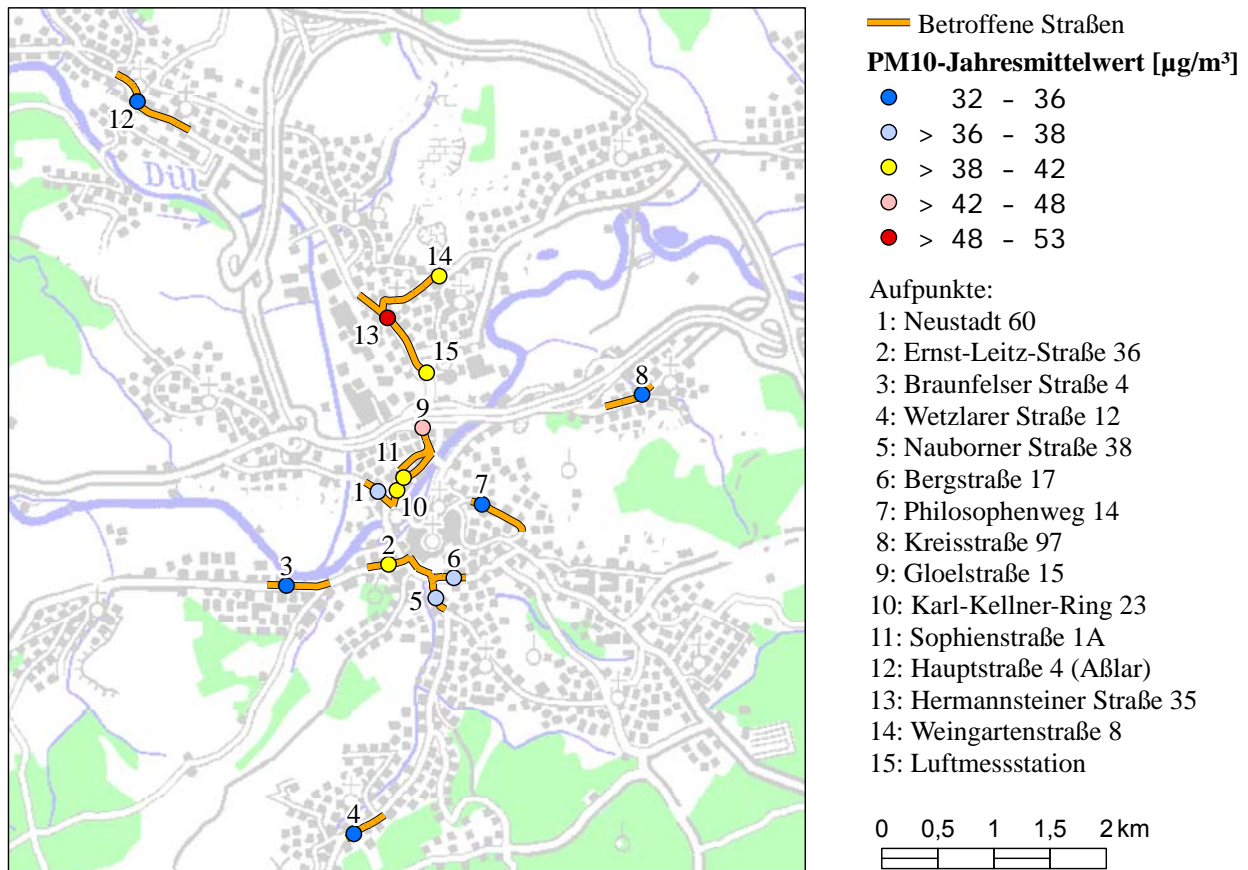 12
Dill
14
13
15
8
9
11
1
10
7
2
6
3
5
4
Betroffene Straßen
PM10-Jahresmittelwert [µg/m³]
32 - 36
> 36 - 38
> 38 - 42
> 42 - 48
> 48 - 53
Aufpunkte:
1: Neustadt 60
2: Ernst-Leitz-Straße 36
3: Braunfelser Straße 4
4: Wetzlarer Straße 12
5: Nauborner Straße 38
6: Bergstraße 17
7: Philosophenweg 14
8: Kreisstraße 97
9: Gloelstraße 15
10: Karl-Kellner-Ring 23
11: Sophienstraße 1A
12: Hauptstraße 4 (Aßlar)
13: Hermannsteiner Straße 35
14: Weingartenstraße 8
15: Luftmessstation
0 0,5 1 1,5 2 km